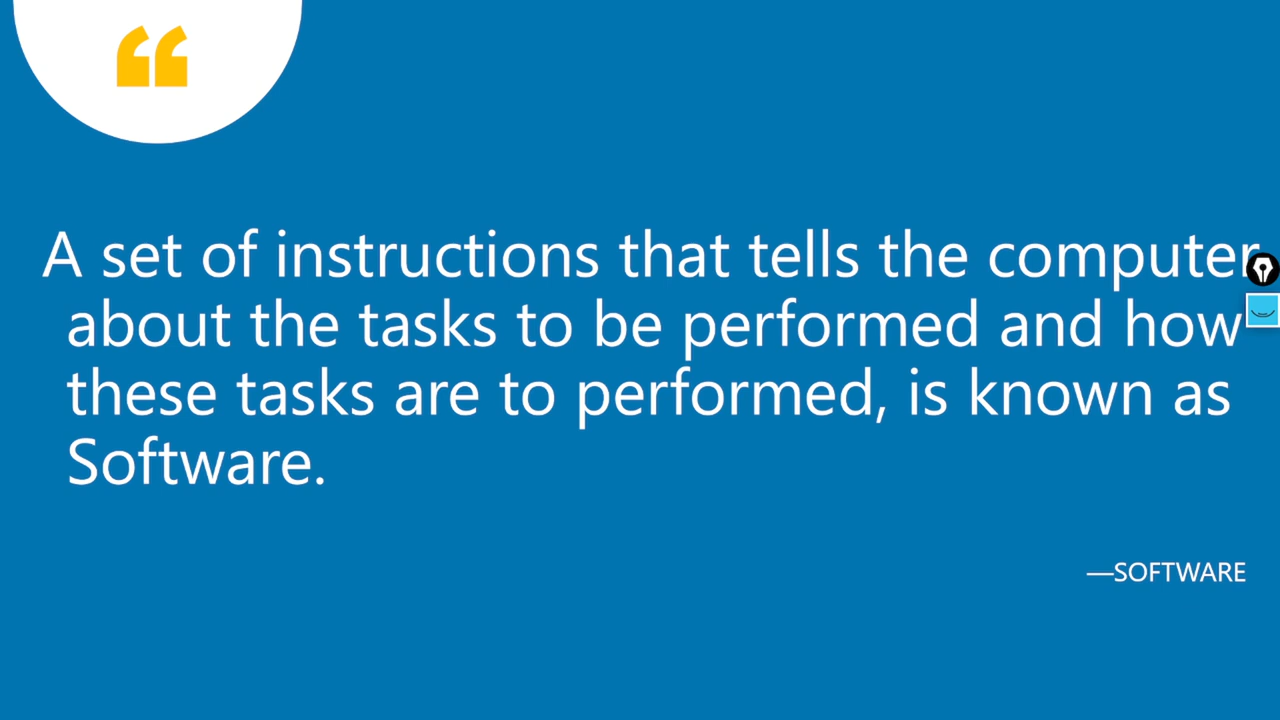 “
A set of instructions that tells the computer
about the tasks to be performed and how
these tasks are to performed, is known as
Software.
—SOFTWARE